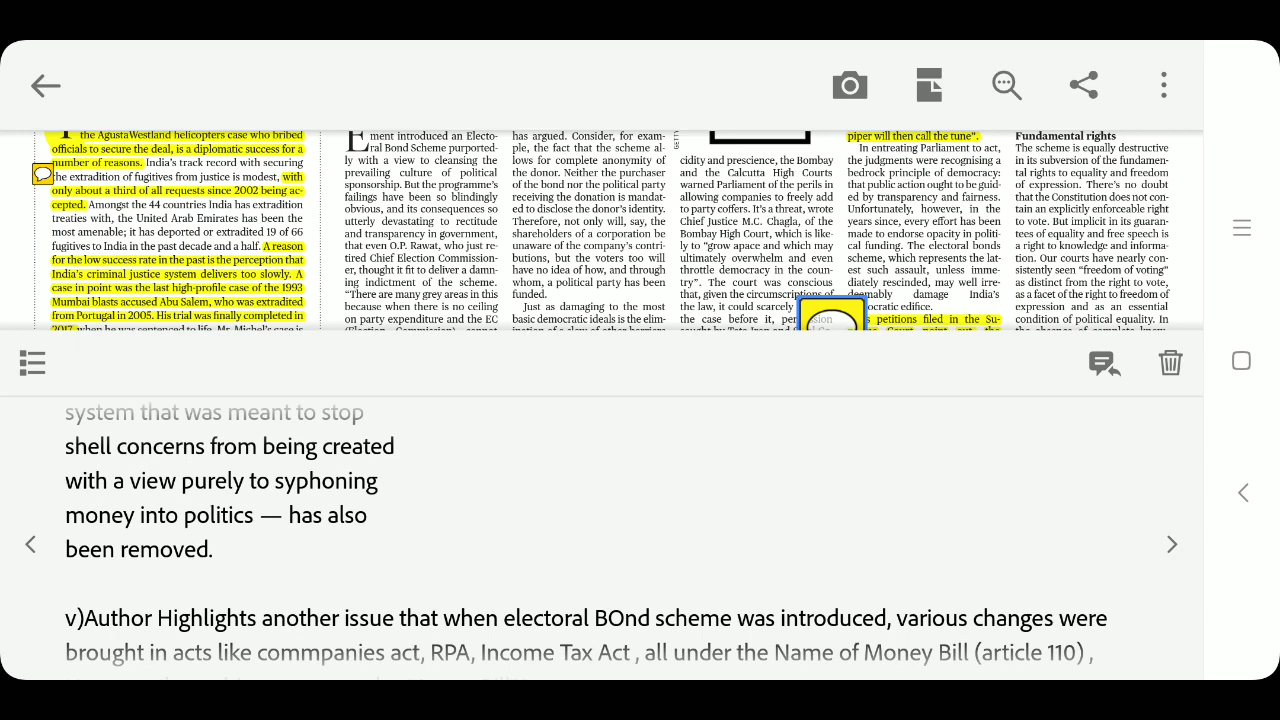 the AgustaWestland helicopters case who bribed
officials to secure the deal, is a diplomatic success for a
number of reasons. India's track record with securing
the extradition of fugitives from justice is modest, with
only about a third of all requests since 2002 being ac-
cepted. Amongst the 44 countries India has extradition
treaties with, the United Arab Emirates has been the
most amenable; it has deported or extradited 19 of 66
fugitives to India in the past decade and a half. A reason
for the low success rate in the past is the perception that
India's criminal justice system delivers too slowly. A
case in point was the last high-profile case of the 1993
Mumbai blasts accused Abu Salem, who was extradited
from Portugal in 2005. His trial was finally completed in
2017, when he was sentenced to life. Mr. Michel's case is
Ement introduced an Electo-
ral Bond Scheme purported-
ly with a view to cleansing the
prevailing culture of political
sponsorship. But the programme's
failings have been so blindingly
obvious, and its consequences so
utterly devastating to rectitude
and transparency in government,
that even O.P. Rawat, who just re-
tired Chief Election Commission-
er, thought it fit to deliver a damn-
ing indictment of the scheme.
“There are many grey areas in this
because when there is no ceiling
on party expenditure and the EC
(Election Commission) cannot
has argued. Consider, for exam-
ple, the fact that the scheme al-
lows for complete anonymity of
the donor. Neither the purchaser
of the bond nor the political party
receiving the donation is mandat-
ed to disclose the donor's identity.
Therefore, not only will, say, the
shareholders of a corporation be
unaware of the company's contri-
butions, but the voters too will
have no idea of how, and through
whom, a political party has been
funded.
Just as damaging to the most
basic democratic ideals is the elim-
ination of a slew of other barriers
cidity and prescience, the Bombay
and the Calcutta High Courts
warned Parliament of the perils in
allowing companies to freely add
to party coffers. It's a threat, wrote
Chief Justice M.C. Chagla, of the
Bombay High Court, which is like-
ly to “grow apace and which may
ultimately overwhelm and even
throttle democracy in the coun-
try”. The court was conscious
that, given the circumscriptions of
the law, it could scarcely
the case before it,
piper will then call the tune”.
In entreating Parliament to act,
the judgments were recognising a
bedrock principle of democracy:
that public action ought to be guid-
ed by transparency and fairness.
Unfortunately, however, in the
years since, every effort has been
made to endorse opacity in politi-
cal funding. The electoral bonds
scheme, which represents the lat-
est such assault, unless imme-
diately rescinded, may well irre-
deemably damage India's
ocratic edifice.
petitions filed in the Su-
Court point out, the
Fundamental rights
The scheme is equally destructive
in its subversion of the fundamen-
tal rights to equality and freedom
of expression. There's no doubt
that the Constitution does not con-
tain an explicitly enforceable right
to vote. But implicit in its guaran-
tees of equality and free speech is
a right to knowledge and informa-
tion. Our courts have nearly con-
sistently seen “freedom of voting”
as distinct from the right to vote,
as a facet of the right to freedom of
expression and as an essential
condition of political equality. In
system that was meant to stop
shell concerns from being created
with a view purely to syphoning
money into politics — has also
been removed.
v)Author Highlights another issue that when electoral BOnd scheme was introduced, various changes were
brought in acts like commpanies act, RPA, Income Tax Act , all under the Name of Money Bill (article 110) ,